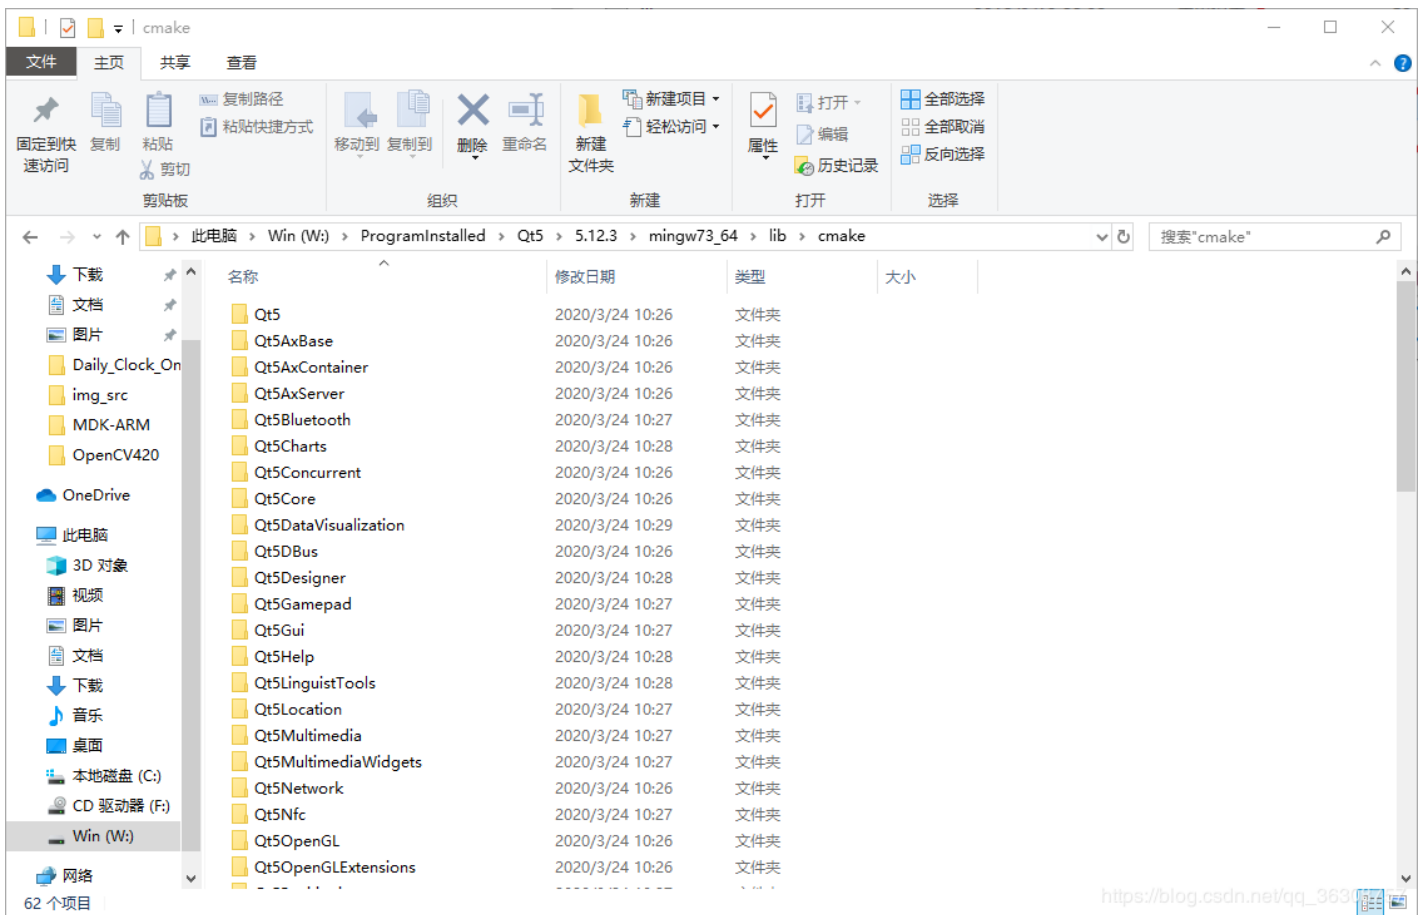 cmake
文件 主页 共享 查看
固定到快速访问
复制
粘贴
复制路径
粘贴快捷方式
剪切
剪贴板
移动到
复制到
删除
重命名
组织
新建文件夹
新建项目
轻松访问
新建
属性
打开
编辑
历史记录
打开
全部选择
全部取消
反向选择
选择
此电脑 › Win (W:) › ProgramInstalled › Qt5 › 5.12.3 › mingw73_64 › lib › cmake
搜索"cmake"
下载
文档
图片
Daily_Clock_On
img_src
MDK-ARM
OpenCV420
OneDrive
此电脑
3D 对象
视频
图片
文档
下载
音乐
桌面
本地磁盘 (C:)
CD 驱动器 (F:)
Win (W:)
网络
名称 修改日期 类型 大小
Qt5 2020/3/24 10:26 文件夹
Qt5AxBase 2020/3/24 10:26 文件夹
Qt5AxContainer 2020/3/24 10:26 文件夹
Qt5AxServer 2020/3/24 10:26 文件夹
Qt5Bluetooth 2020/3/24 10:27 文件夹
Qt5Charts 2020/3/24 10:28 文件夹
Qt5Concurrent 2020/3/24 10:26 文件夹
Qt5Core 2020/3/24 10:26 文件夹
Qt5DataVisualization 2020/3/24 10:29 文件夹
Qt5DBus 2020/3/24 10:26 文件夹
Qt5Designer 2020/3/24 10:28 文件夹
Qt5Gamepad 2020/3/24 10:27 文件夹
Qt5Gui 2020/3/24 10:27 文件夹
Qt5Help 2020/3/24 10:28 文件夹
Qt5LinguistTools 2020/3/24 10:28 文件夹
Qt5Location 2020/3/24 10:27 文件夹
Qt5Multimedia 2020/3/24 10:27 文件夹
Qt5MultimediaWidgets 2020/3/24 10:27 文件夹
Qt5Network 2020/3/24 10:26 文件夹
Qt5Nfc 2020/3/24 10:27 文件夹
Qt5OpenGL 2020/3/24 10:26 文件夹
Qt5OpenGLExtensions 2020/3/24 10:26 文件夹
62 个项目